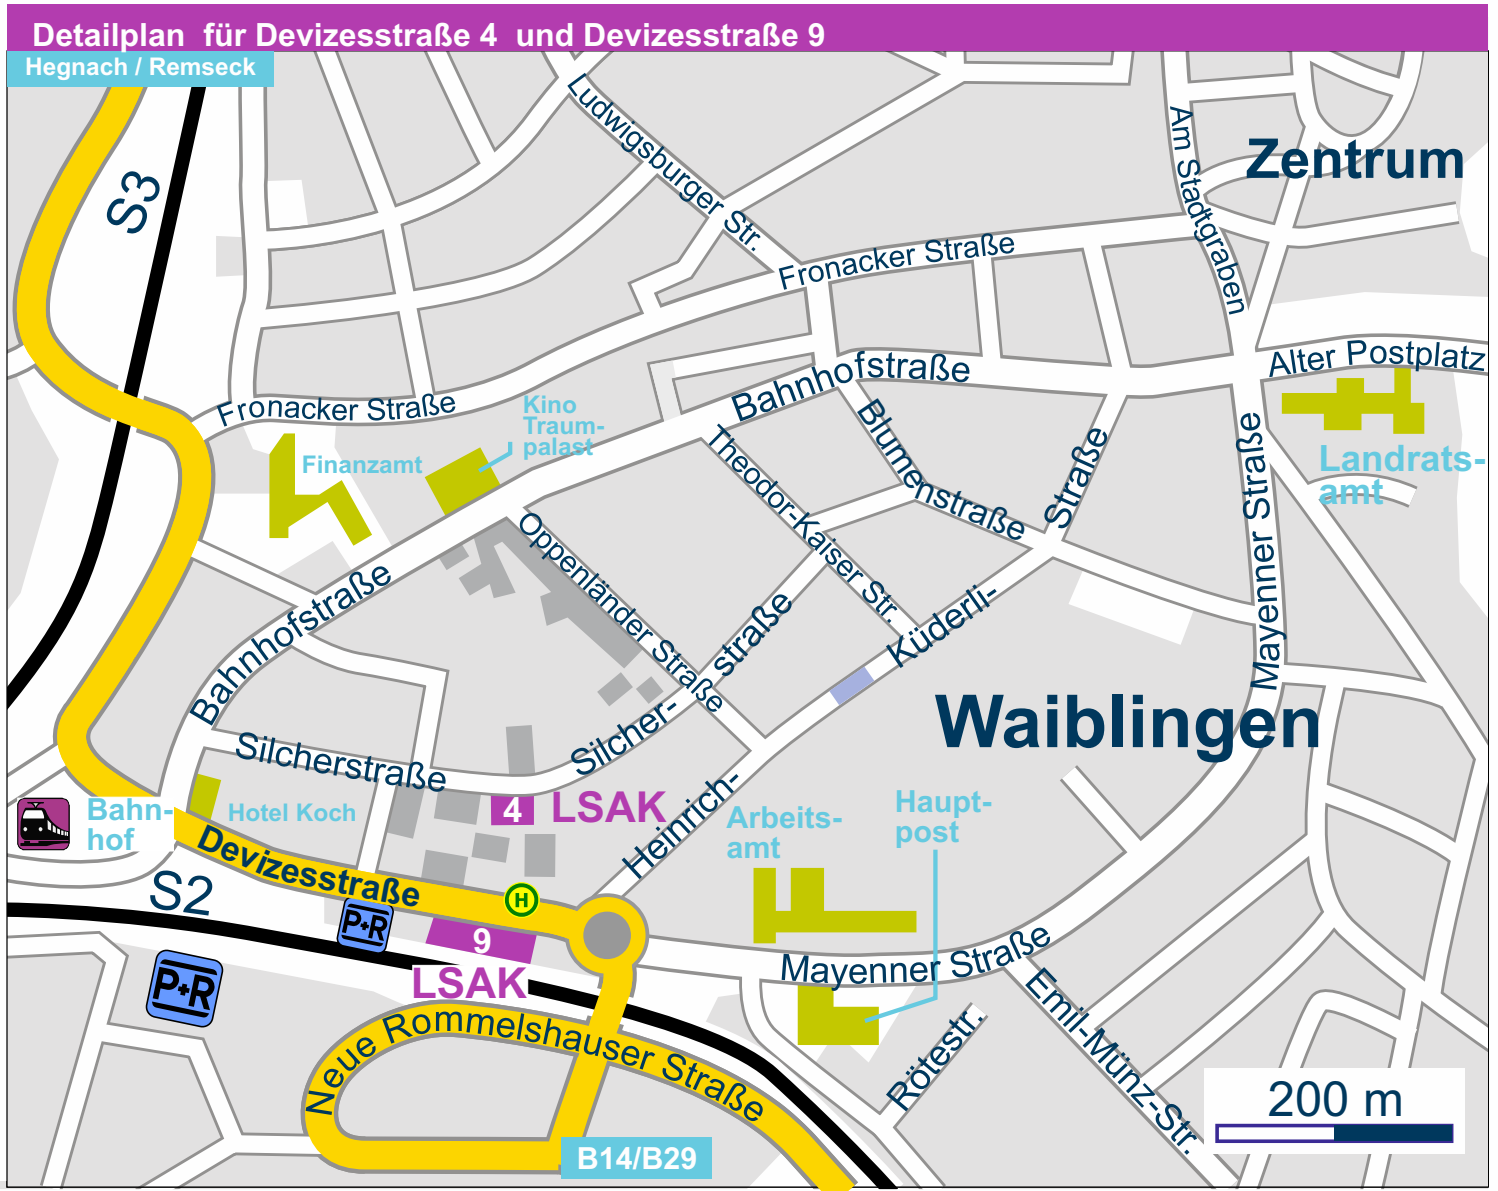 Detailplan für Devizesstraße 4 und Devizesstraße 9
Hegnach / Remseck
S3
Ludwigsburger Str.
Am Stadtgraben
Zentrum
Fronacker Straße
Alter Postplatz
Bahnhofstraße
Fronacker Straße
Kino
Traum-
palast
Finanzamt
Blumenstraße
Straße
Theodor-Kaiser Str.
Mayenner Straße
Landrats-
amt
Oppenländer Straße
Bahnhofstraße
straße
Küderli-
Silcher-
Waiblingen
Silcherstraße
Heinrich-
Bahn-
hof
Hotel Koch
4
LSAK
Arbeits-
amt
Haupt-
post
Devizesstraße
S2
H
P+R
9
LSAK
P+R
Mayenner Straße
Neue Rommelshauser Straße
Rötestr.
Emil-Münz-Str.
200 m
B14/B29